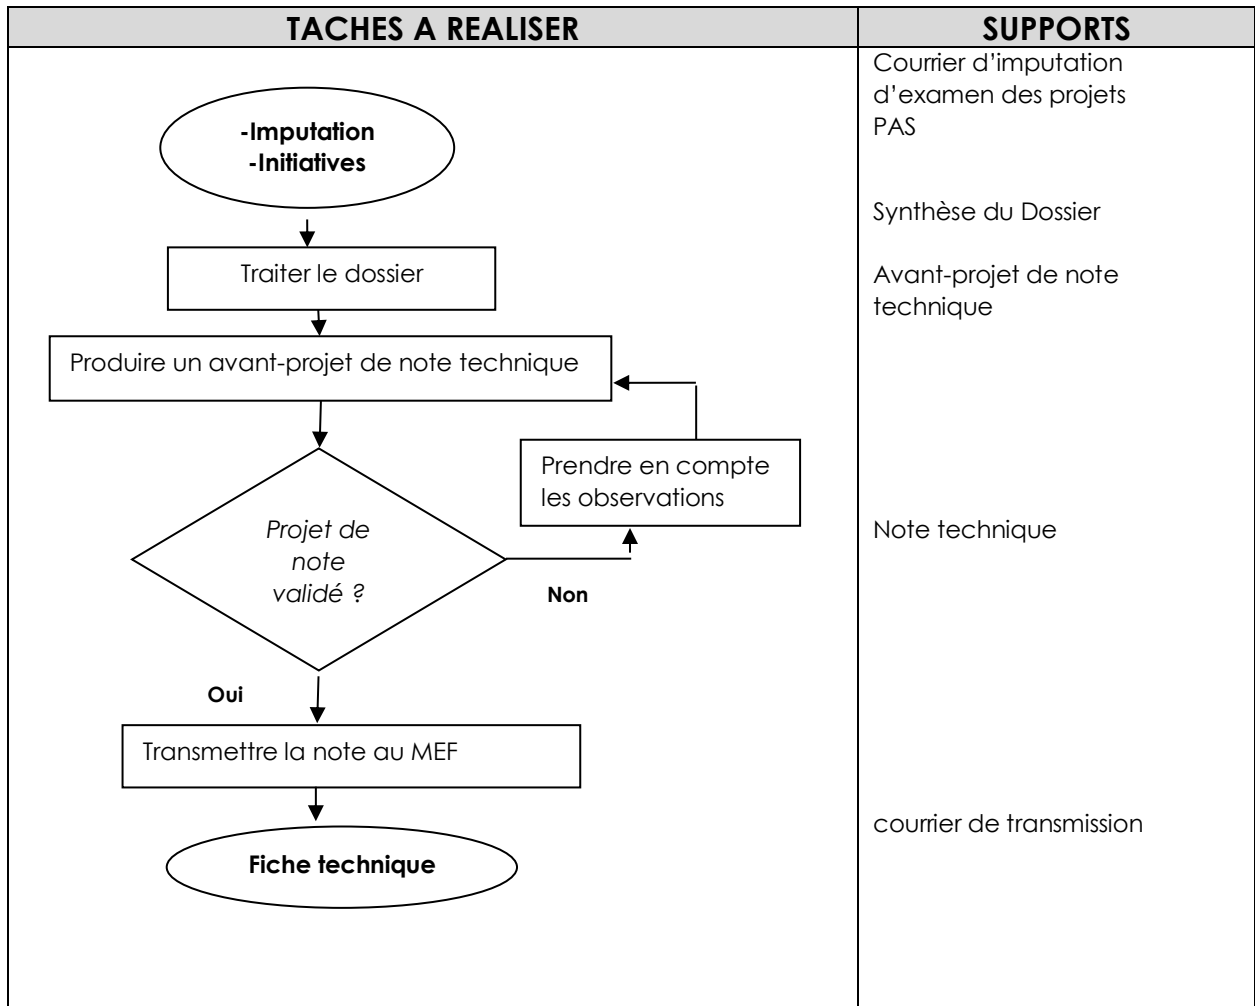 TACHES A REALISER
SUPPORTS
-Imputation
-Initiatives
Traiter le dossier
Produire un avant-projet de note technique
Prendre en compte
les observations
Projet de
note
validé ?
Non
Oui
Transmettre la note au MEF
Fiche technique
Courrier d’imputation
d’examen des projets
PAS
Synthèse du Dossier
Avant-projet de note
technique
Note technique
courrier de transmission